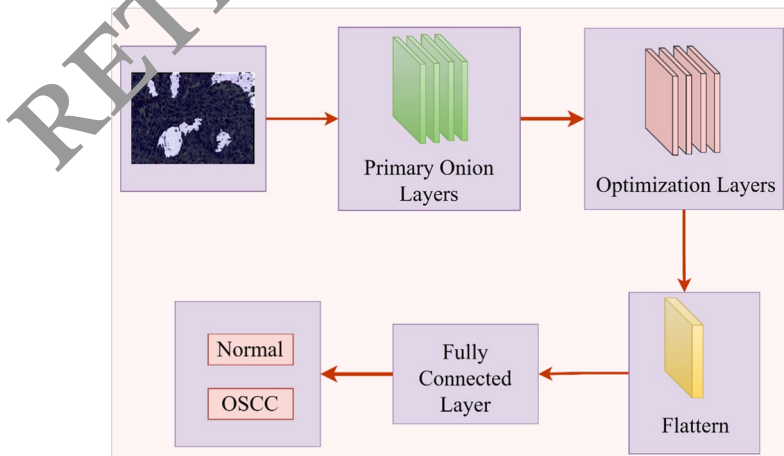 RET
Primary Onion
Layers
Optimization Layers
Normal
OSCC
Fully
Connected
Layer
Flattern